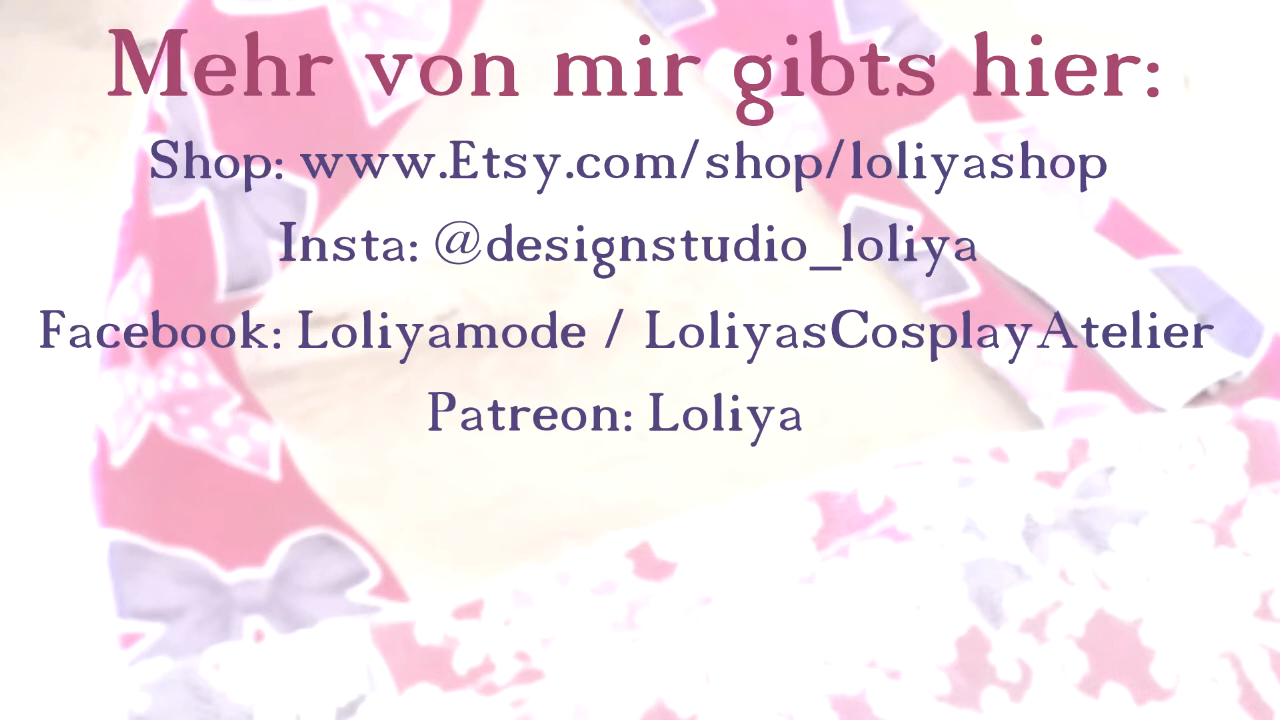 Mehr von mir gibts hier:
Shop: www.Etsy.com/shop/loliyashop
Insta: @designstudio_loliya
Facebook: Loliyamode / LoliyasCosplayAtelier
Patreon: Loliya